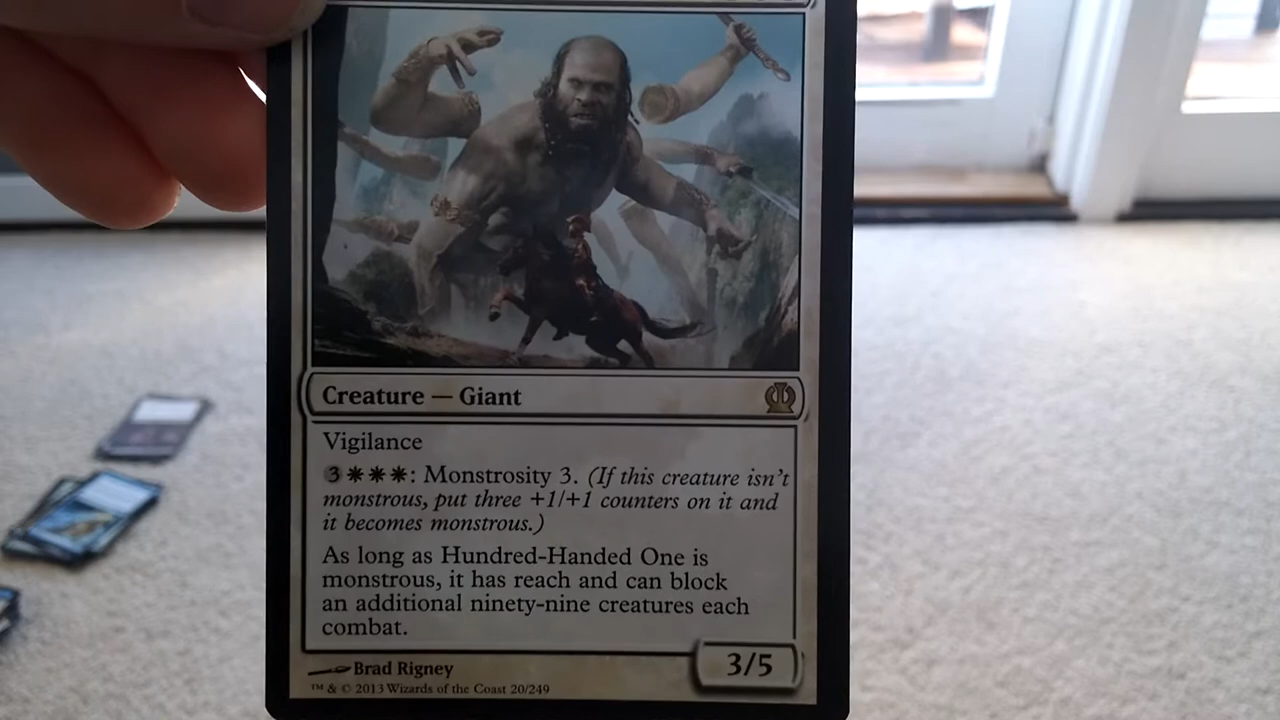 Creature — Giant
Vigilance
3: Monstrosity 3. (If this creature isn't
monstrous, put three +1/+1 counters on it and
it becomes monstrous.)
As long as Hundred-Handed One is
monstrous, it has reach and can block
an additional ninety-nine creatures each
combat.
Brad Rigney
3/5
™ & © 2013 Wizards of the Coast 20/249